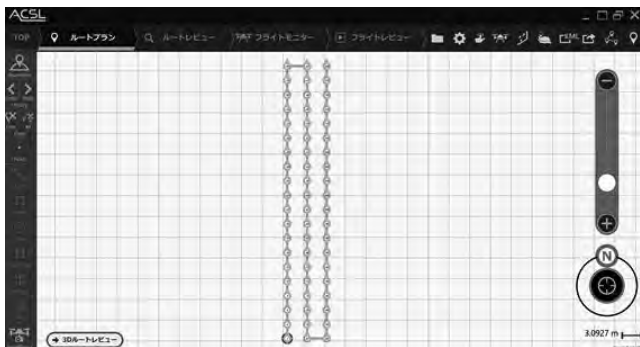 ACSL
TOP
ルートプラン
ルートレビュー
フライトモニター
フライトレビュー
KML
N
3Dルートレビュー
3.0927 m